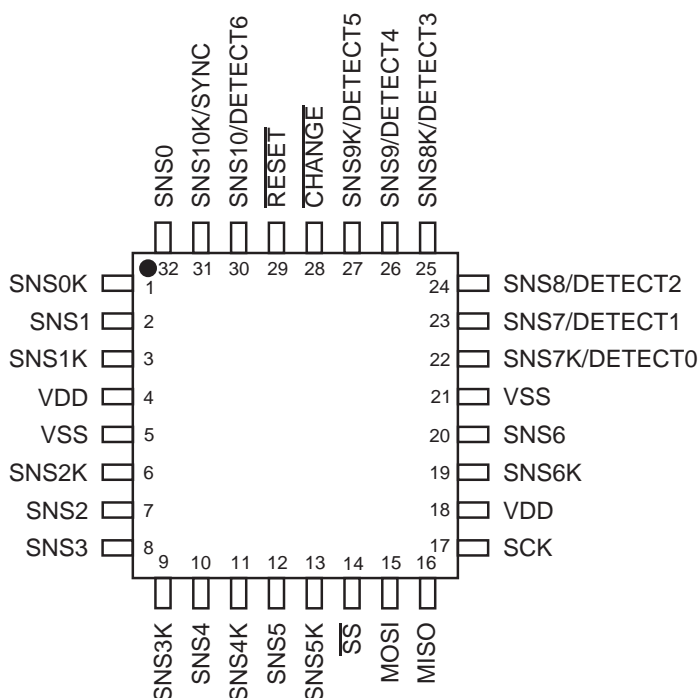 SNS0
SNS10K/SYNC
SNS10/DETECT6
RESET
CHANGE
SNS9K/DETECT5
SNS9/DETECT4
SNS8K/DETECT3
32 31 30 29 28 27 26 25
SNS0K 1
SNS1 2
SNS1K 3
VDD 4
VSS 5
SNS2K 6
SNS2 7
SNS3 8
24 SNS8/DETECT2
23 SNS7/DETECT1
22 SNS7K/DETECT0
21 VSS
20 SNS6
19 SNS6K
18 VDD
17 SCK
9 10 11 12 13 14 15 16
SNS3K
SNS4
SNS4K
SNS5
SNS5K
SS
MOSI
MISO